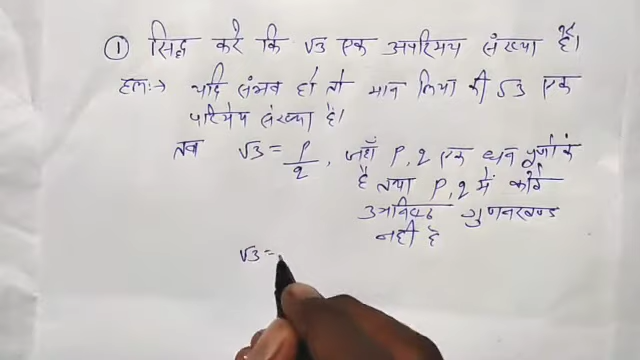 ① सिद्ध करे कि √3 एक अपरिमेय संख्या है।
हलः→ यदि संभव हो तो मान लिया की √3 एक
परिमेय संख्या है।
तब √3 = p/q , जहाँ P, q एक धन पूर्णांक
है तथा P, q में कोई
उभनिष्ठ गुणनखण्ड
नहीं है
√3 =